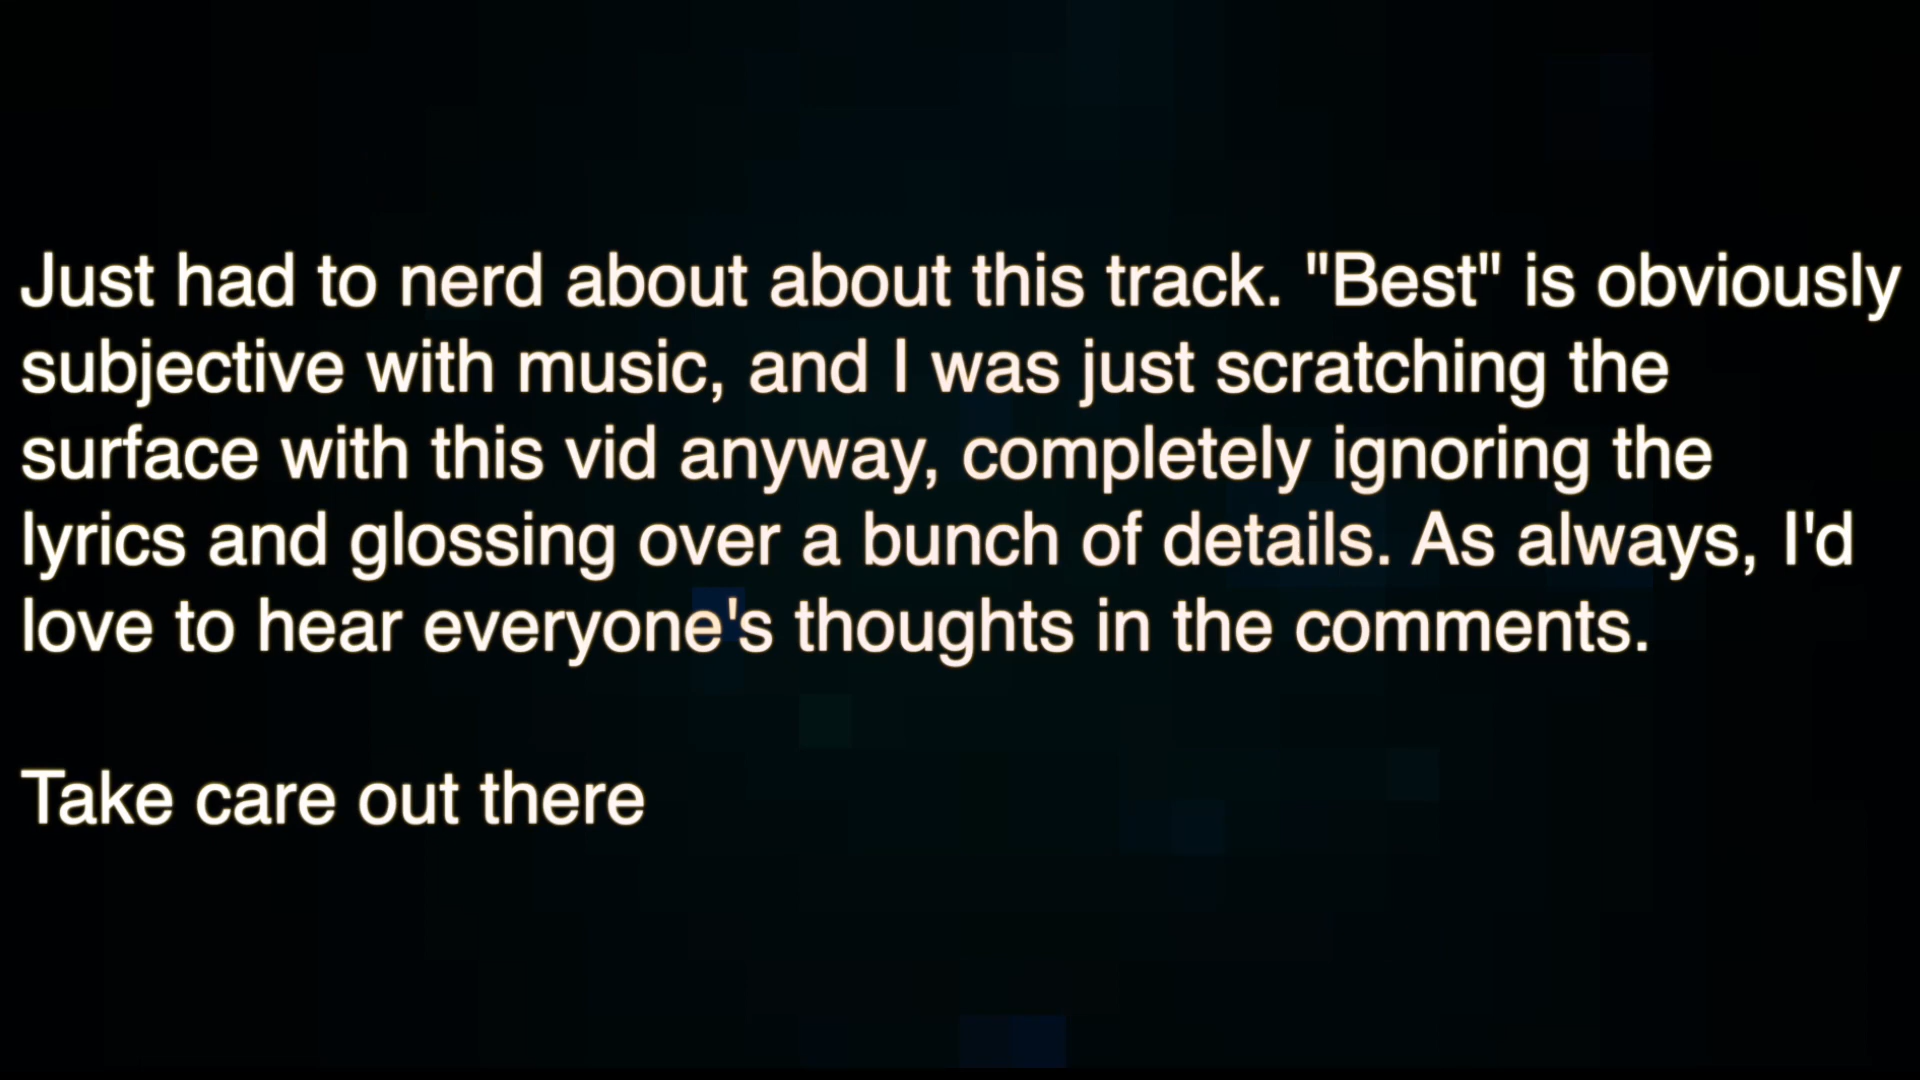 Just had to nerd about about this track. "Best" is obviously
subjective with music, and I was just scratching the
surface with this vid anyway, completely ignoring the
lyrics and glossing over a bunch of details. As always, I'd
love to hear everyone's thoughts in the comments.
Take care out there